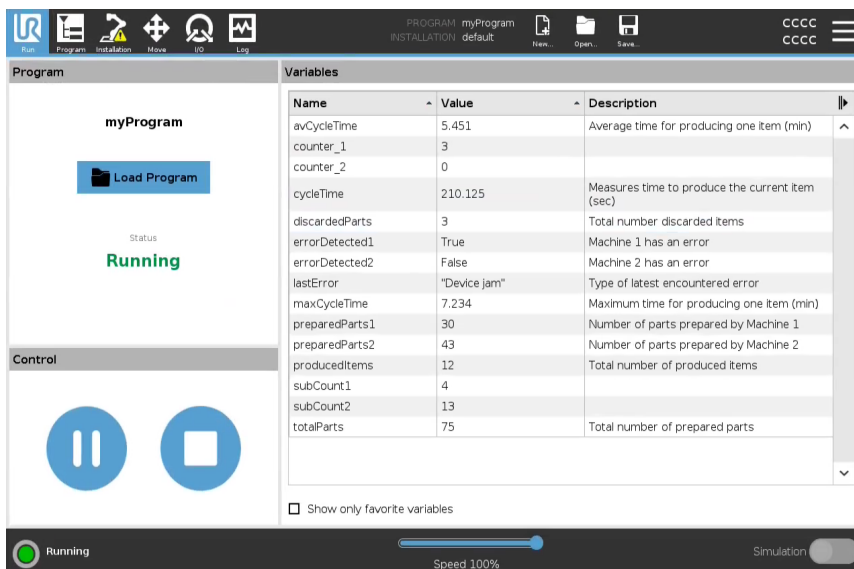 UR
PROGRAM myProgram
INSTALLATION default
CCCC
CCCC
Run Program Installation Move I/O Log New... Open... Save...
Program
myProgram
Load Program
Status
Running
Control
Variables
Name Value Description
avCycleTime 5.451 Average time for producing one item (min)
counter_1 3
counter_2 0
cycleTime 210.125 Measures time to produce the current item
(sec)
discardedParts 3 Total number discarded items
errorDetected1 True Machine 1 has an error
errorDetected2 False Machine 2 has an error
lastError "Device jam" Type of latest encountered error
maxCycleTime 7.234 Maximum time for producing one item (min)
preparedParts1 30 Number of parts prepared by Machine 1
preparedParts2 43 Number of parts prepared by Machine 2
producedItems 12 Total number of produced items
subCount1 4
subCount2 13
totalParts 75 Total number of prepared parts
Show only favorite variables
Running
Speed 100%
Simulation